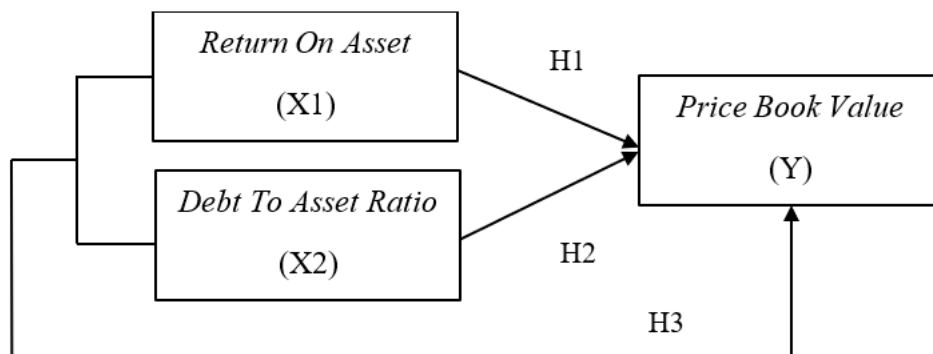 Return On Asset
(X1)
H1
Price Book Value
(Y)
Debt To Asset Ratio
(X2)
H2
H3